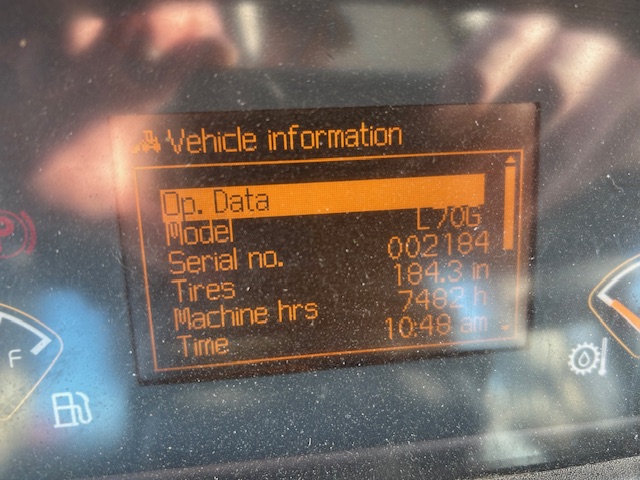 Vehicle information
Op. Data
Model L70G
Serial no. 002184
Tires 184.3 in
Machine hrs 7482 h
Time 10:48 am
F